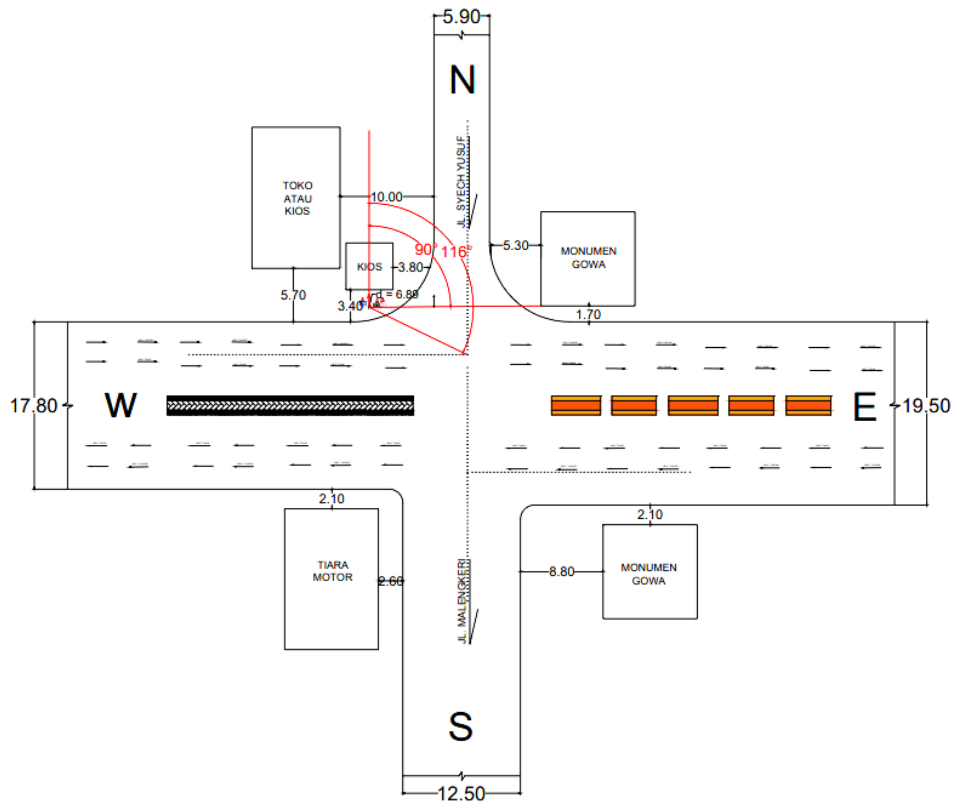 5.90
N
JL. SYECH YUSUF
TOKO
ATAU
KIOS
10.00
90°
116°
5.30
MONUMEN
GOWA
KIOS
3.80
5.70
3.40
d = 6.89
1.70
17.80
W
E
19.50
2.10
2.10
TIARA
MOTOR
2.60
8.80
MONUMEN
GOWA
JL. MALENGKERI
S
12.50